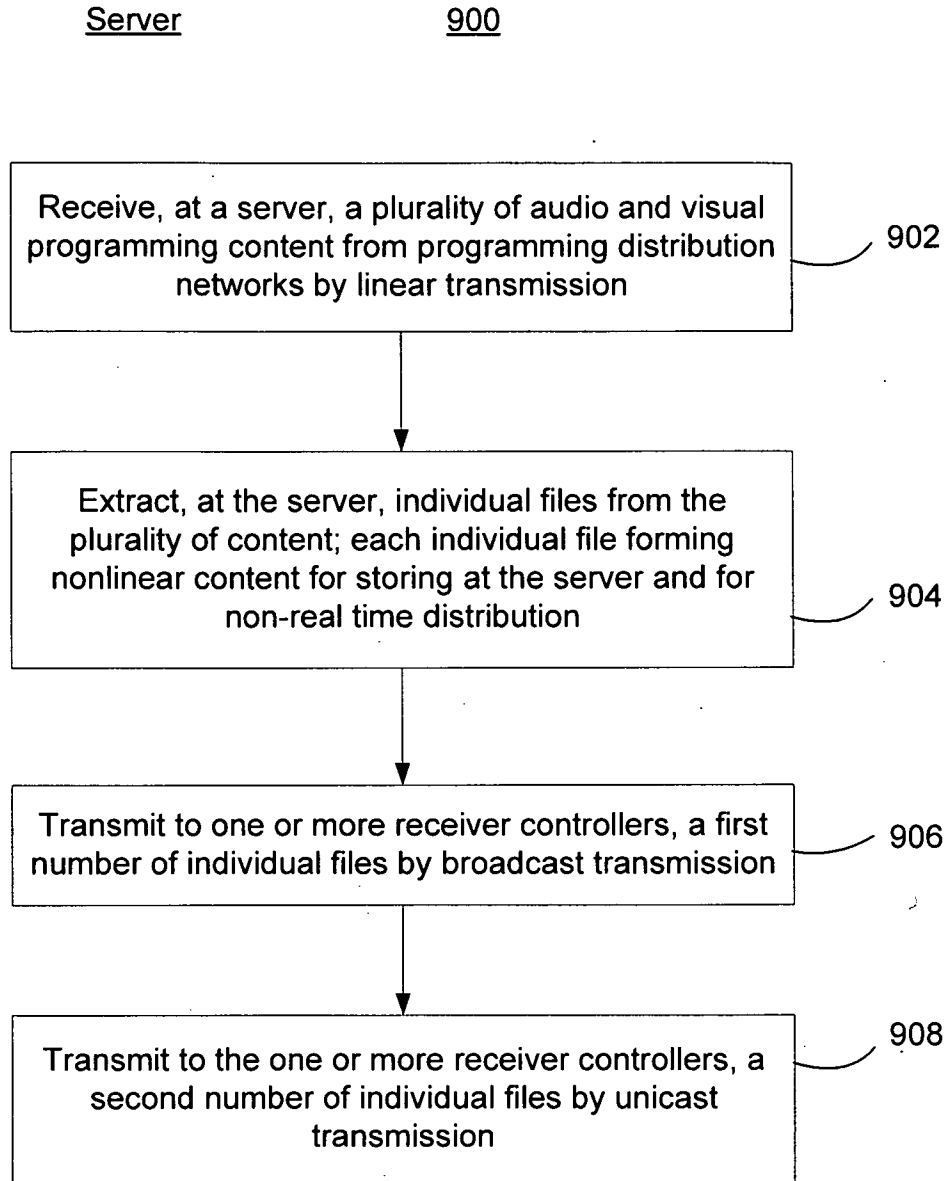 Server 900
Receive, at a server, a plurality of audio and visual
programming content from programming distribution
networks by linear transmission
902
Extract, at the server, individual files from the
plurality of content; each individual file forming
nonlinear content for storing at the server and for
non-real time distribution
904
Transmit to one or more receiver controllers, a first
number of individual files by broadcast transmission
906
Transmit to the one or more receiver controllers, a
second number of individual files by unicast
transmission
908